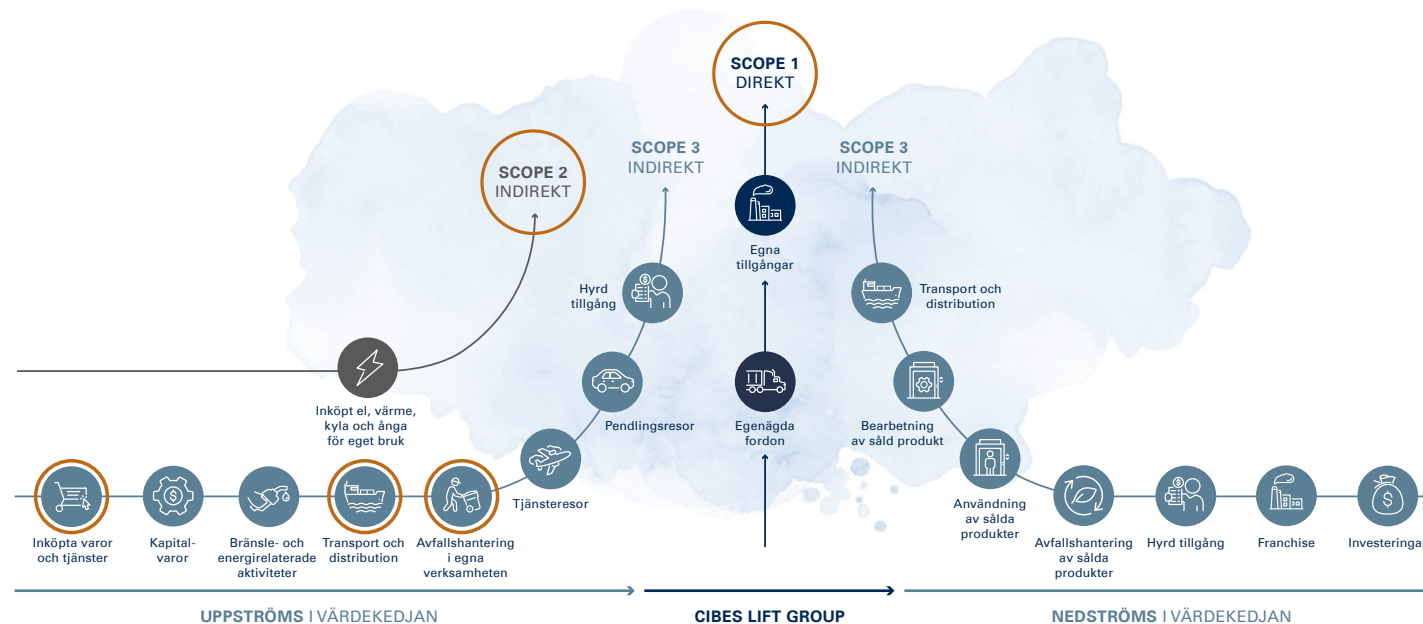 SCOPE 1
DIREKT
SCOPE 2
INDIREKT
SCOPE 3
INDIREKT
SCOPE 3
INDIREKT
Egna
tillgångar
Hyrd
tillgång
Transport och
distribution
Inköpt el, värme,
kyla och ånga
för eget bruk
Pendlingsresor
Egenägda
fordon
Bearbetning
av såld produkt
Tjänsteresor
Användning
av sålda
produkter
Inköpta varor
och tjänster
Kapital-
varor
Bränsle- och
energirelaterade
aktiviteter
Transport och
distribution
Avfallshantering
i egna
verksamheten
Avfallshantering
av sålda
produkter
Hyrd tillgång
Franchise
Investeringar
UPPSTRÖMS I VÄRDEKEDJAN
CIBES LIFT GROUP
NEDSTRÖMS I VÄRDEKEDJAN